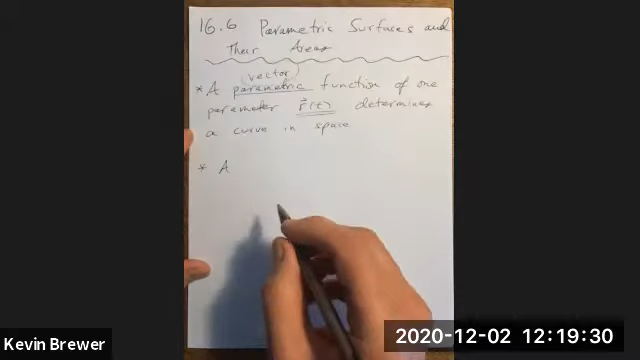 16.6 Parametric Surfaces and
Their Areas
(vector)
* A parametric function of one
parameter r⃗(t) determines
a curve in space
* A
Kevin Brewer
2020-12-02 12:19:30